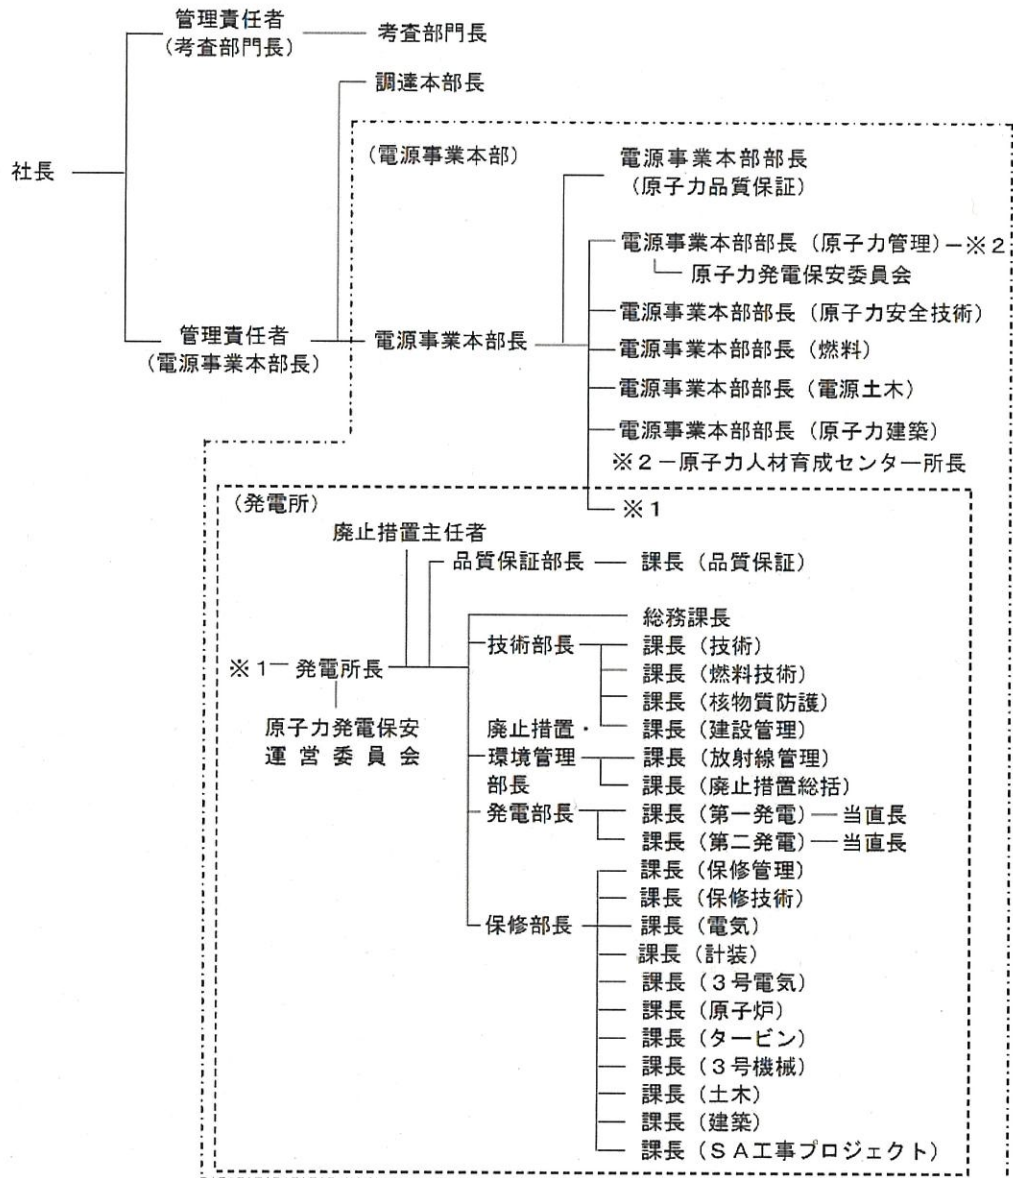 管理責任者
（考査部門長）
考査部門長
調達本部長
社長
（電源事業本部）
電源事業本部部長
（原子力品質保証）
電源事業本部部長（原子力管理）－※２
原子力発電保安委員会
電源事業本部部長（原子力安全技術）
管理責任者
（電源事業本部長）
電源事業本部長
電源事業本部部長（燃料）
電源事業本部部長（電源土木）
電源事業本部部長（原子力建築）
※２－原子力人材育成センター所長
※１
（発電所）
廃止措置主任者
品質保証部長
課長（品質保証）
総務課長
技術部長
課長（技術）
※１－発電所長
課長（燃料技術）
課長（核物質防護）
原子力発電保安
運営委員会
廃止措置・
環境管理
部長
課長（建設管理）
課長（放射線管理）
課長（廃止措置総括）
発電部長
課長（第一発電）－当直長
課長（第二発電）－当直長
課長（保修管理）
課長（保修技術）
保修部長
課長（電気）
課長（計装）
課長（３号電気）
課長（原子炉）
課長（タービン）
課長（３号機械）
課長（土木）
課長（建築）
課長（ＳＡ工事プロジェクト）